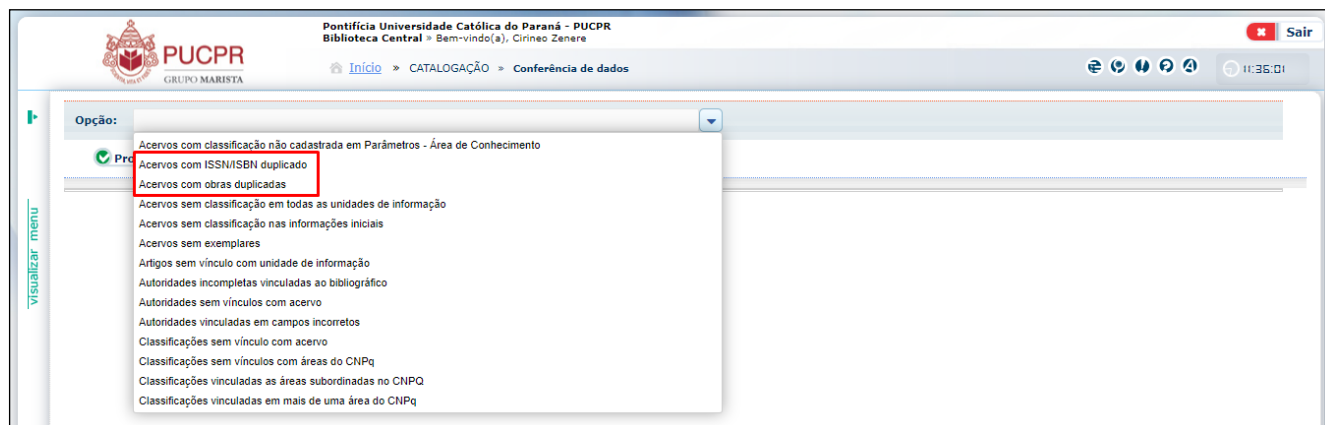 Pontifícia Universidade Católica do Paraná - PUCPR
Biblioteca Central » Bem-vindo(a), Cirineo Zenere
Sair
PUCPR
GRUPO MARISTA
Início » CATALOGAÇÃO » Conferência de dados
11:35:01
Opção:
Acervos com classificação não cadastrada em Parâmetros - Área de Conhecimento
Pro
Acervos com ISSN/ISBN duplicado
Acervos com obras duplicadas
Acervos sem classificação em todas as unidades de informação
Acervos sem classificação nas informações iniciais
Acervos sem exemplares
Artigos sem vínculo com unidade de informação
Autoridades incompletas vinculadas ao bibliográfico
Autoridades sem vínculos com acervo
Autoridades vinculadas em campos incorretos
Classificações sem vínculo com acervo
Classificações sem vínculos com áreas do CNPq
Classificações vinculadas as áreas subordinadas no CNPQ
Classificações vinculadas em mais de uma área do CNPq
visualizar menu